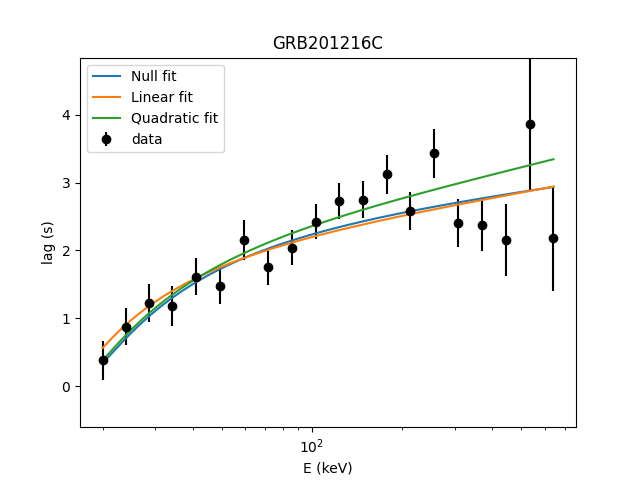 GRB201216C
Null fit
Linear fit
Quadratic fit
data
lag (s)
4
3
2
1
0
10²
E (keV)